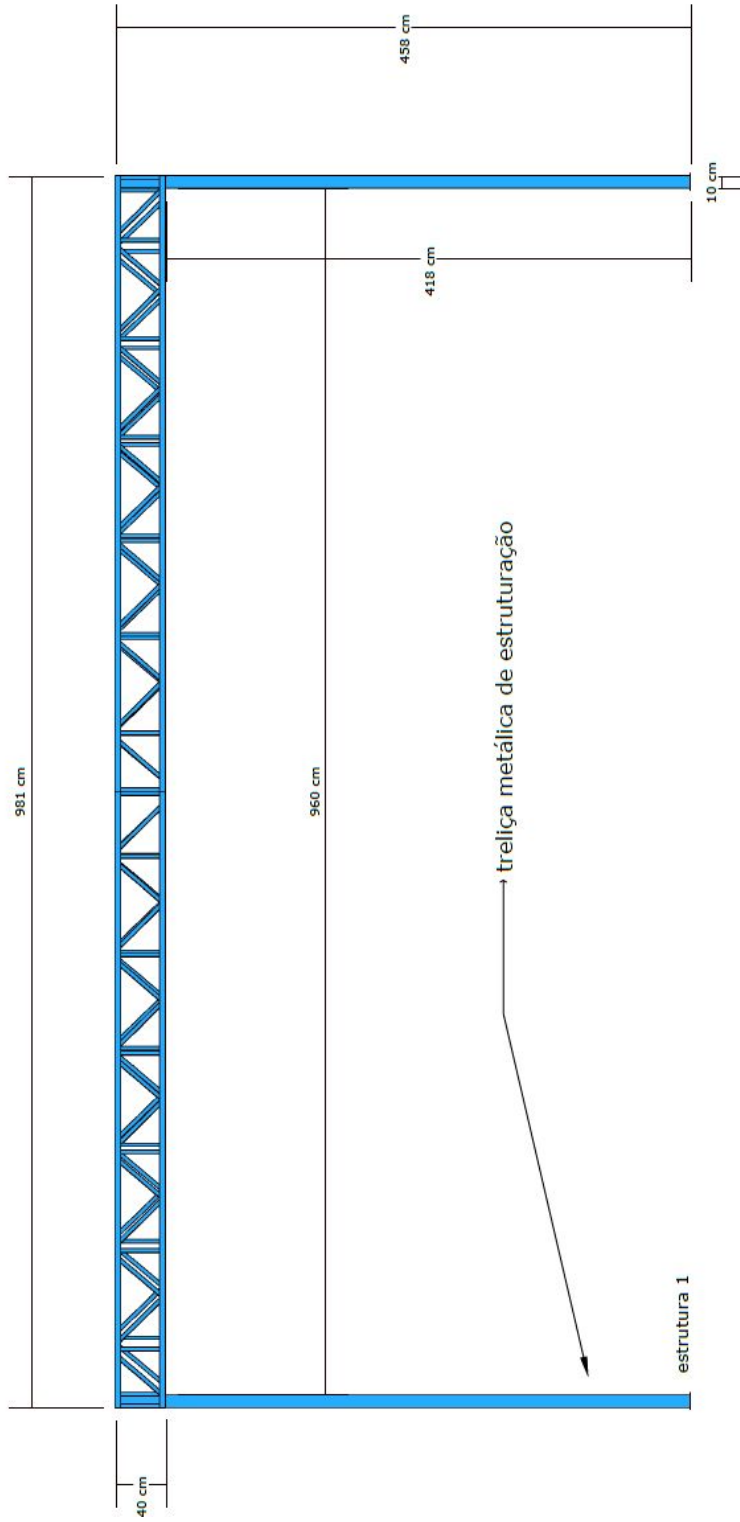 981 cm
40 cm
960 cm
418 cm
458 cm
10 cm
treliça metálica de estruturação
estrutura 1